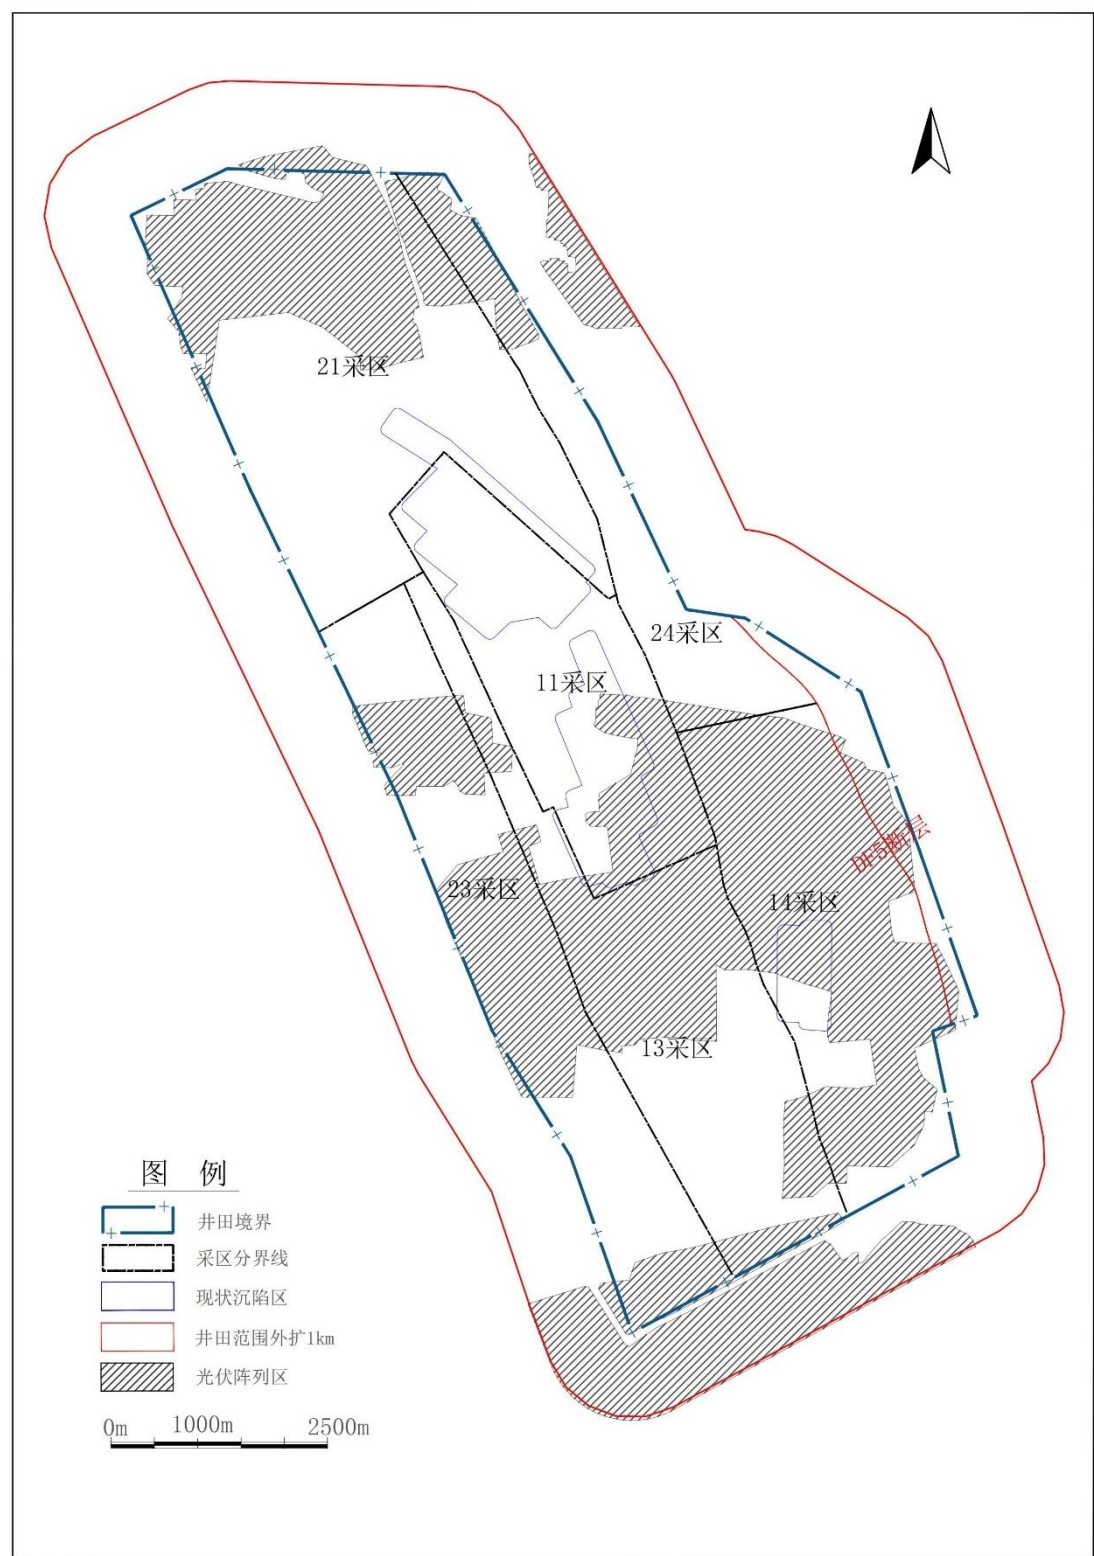 21采区
24采区
11采区
DF5断层
23采区
14采区
13采区
图 例
井田境界
采区分界线
现状沉陷区
井田范围外扩1km
光伏阵列区
0m 1000m 2500m